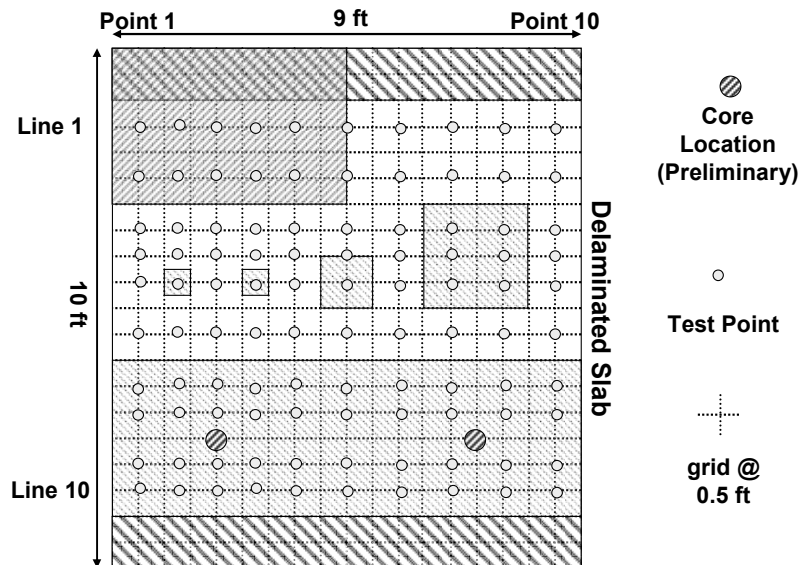 Point 1
9 ft
Point 10
Line 1
10 ft
Line 10
Delaminated Slab
Core
Location
(Preliminary)
Test Point
grid @
0.5 ft